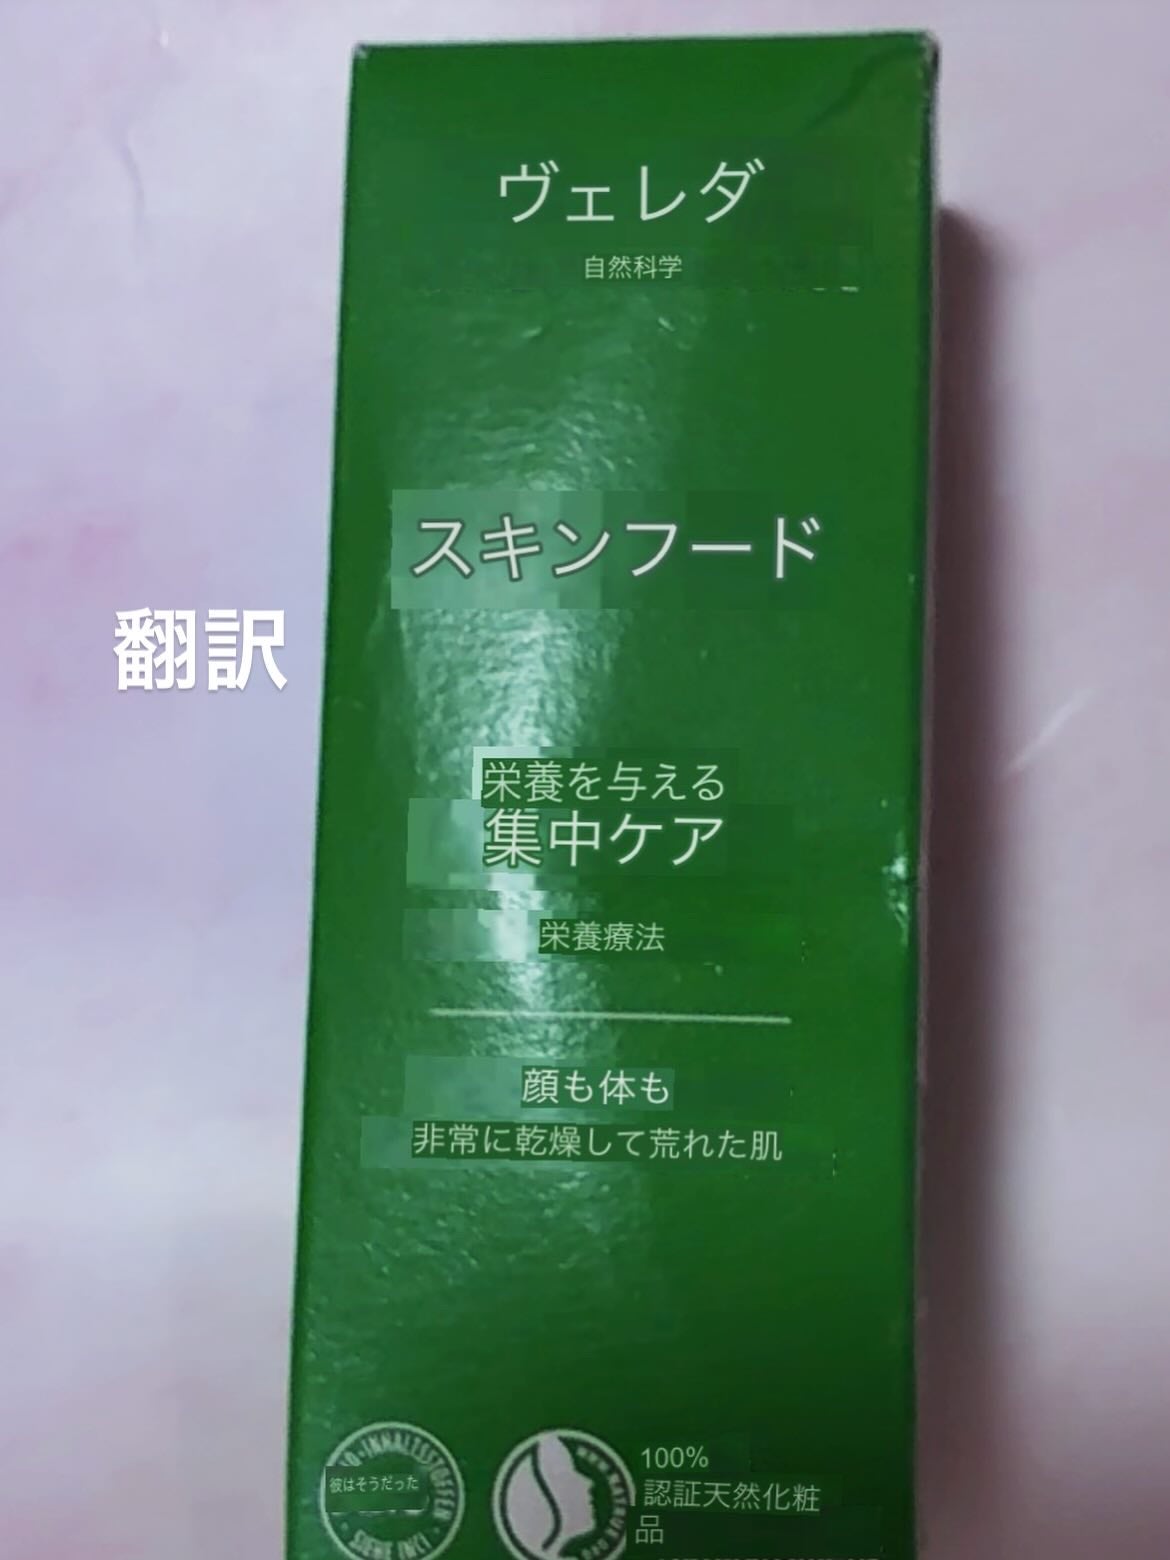 ヴェレダ
自然科学
スキンフード
翻訳
栄養を与える
集中ケア
栄養療法
顔も体も
非常に乾燥して荒れた肌
INHALTSSTOFFEN
彼はそうだった
SIEHE INCI
100%
認証天然化粧
品